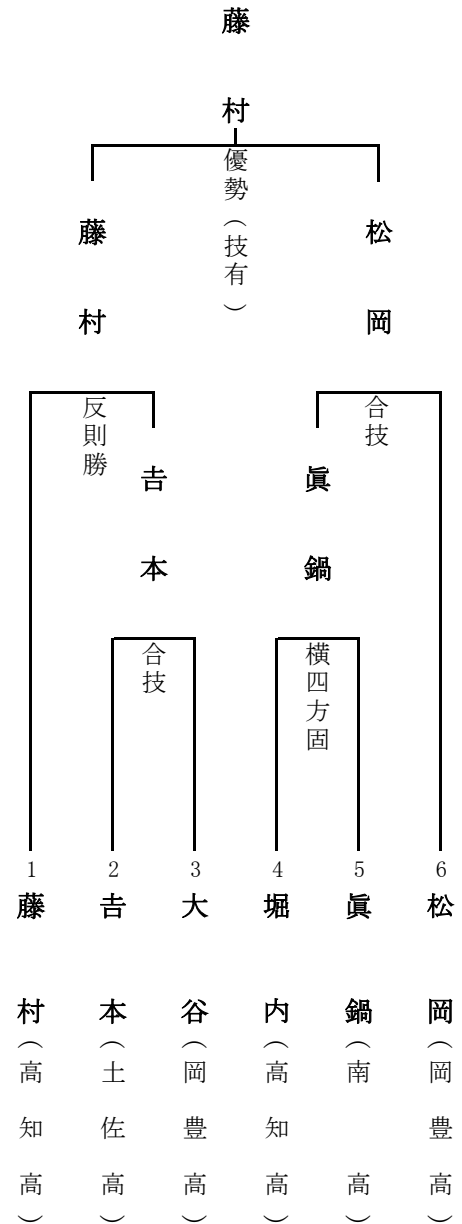 藤村
優勢（技有）
藤村
松岡
反則勝
合技
𠮷本
眞鍋
合技
横四方固
1 2 3 4 5 6
藤村（高知高）
𠮷本（土佐高）
大谷（岡豊高）
堀内（高知高）
眞鍋（南高）
松岡（岡豊高）